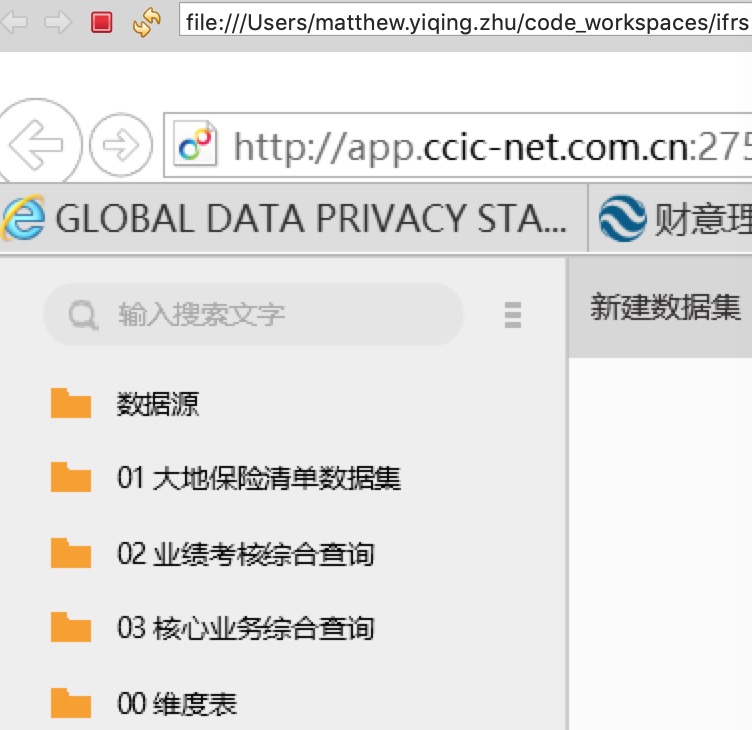 file:///Users/matthew.yiqing.zhu/code_workspaces/ifrs
http://app.ccic-net.com.cn:275
GLOBAL DATA PRIVACY STA... 财意理
输入搜索文字
新建数据集
数据源
01 大地保险清单数据集
02 业绩考核综合查询
03 核心业务综合查询
00 维度表